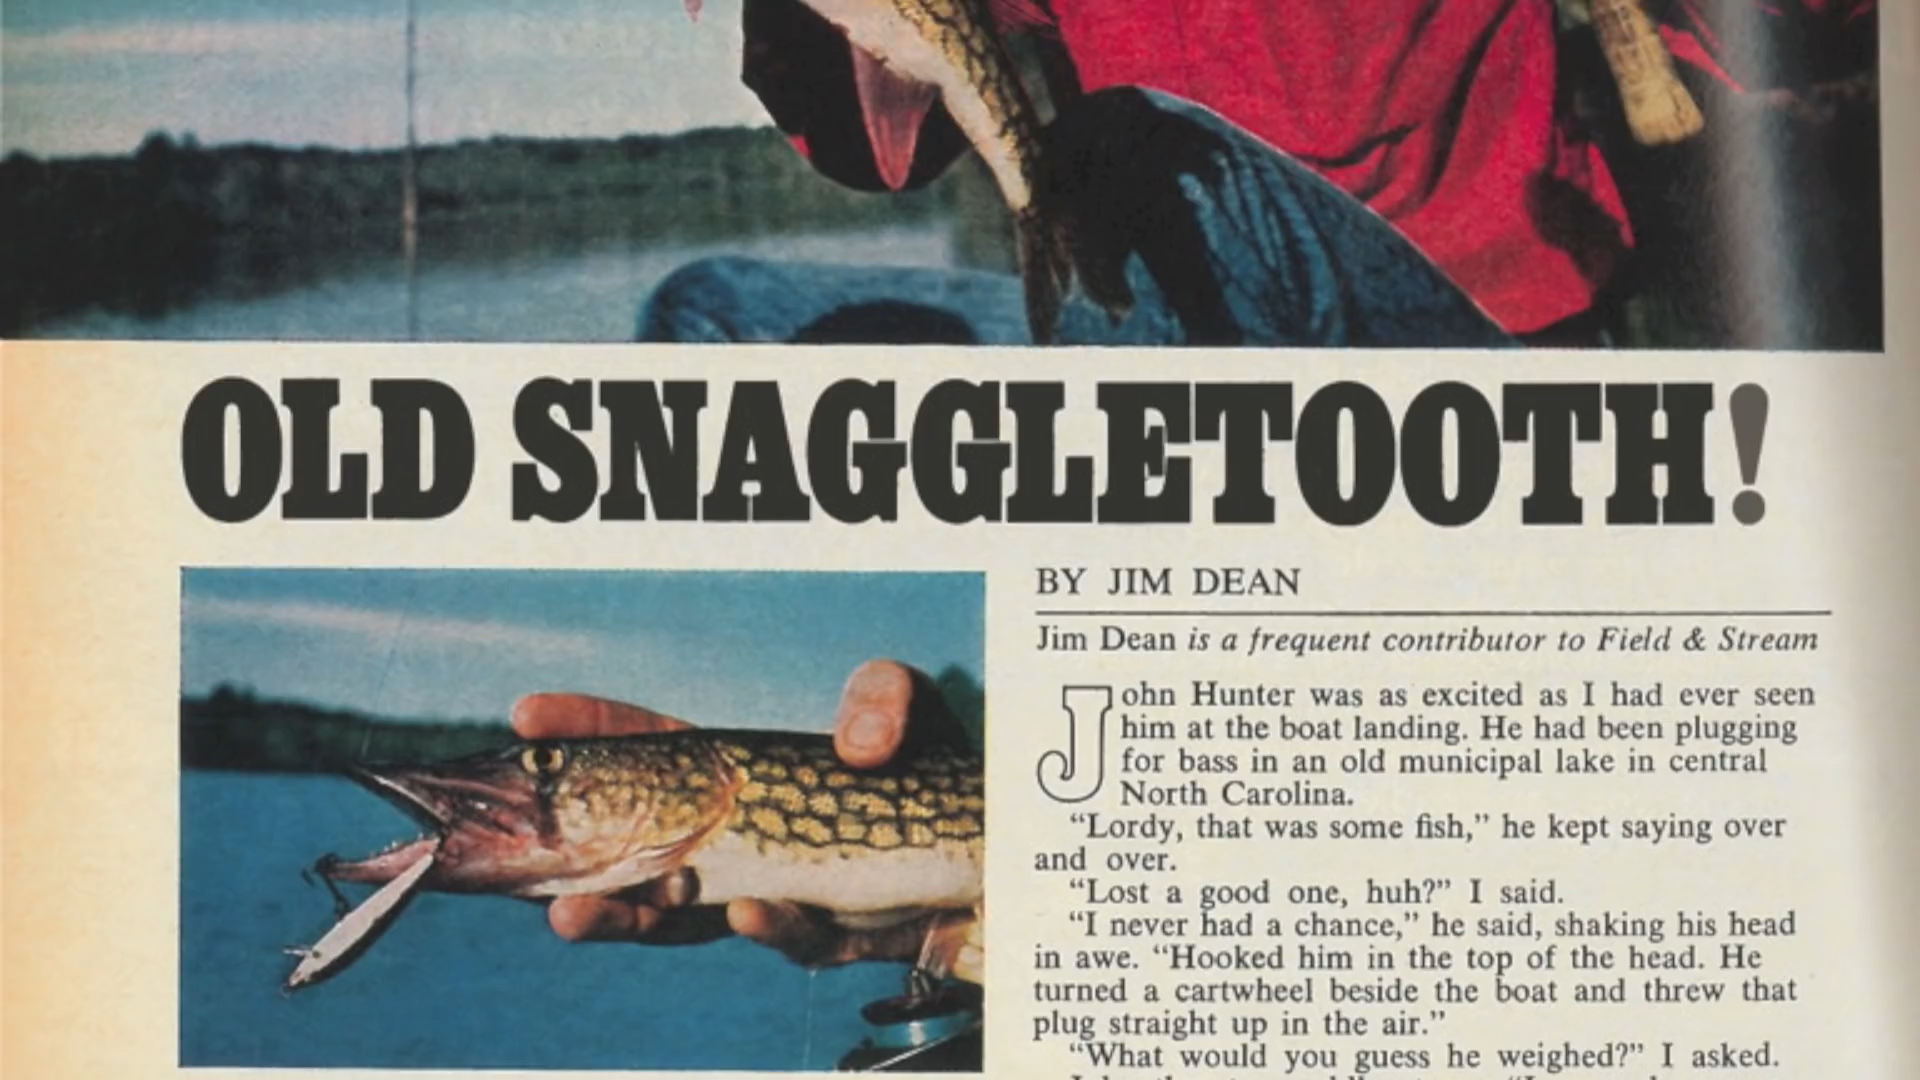 OLD SNAGGLETOOTH!
BY JIM DEAN
Jim Dean is a frequent contributor to Field & Stream
John Hunter was as excited as I had ever seen
him at the boat landing. He had been plugging
for bass in an old municipal lake in central
North Carolina.
“Lordy, that was some fish,” he kept saying over
and over.
“Lost a good one, huh?” I said.
“I never had a chance,” he said, shaking his head
in awe. “Hooked him in the top of the head. He
turned a cartwheel beside the boat and threw that
plug straight up in the air.”
“What would you guess he weighed?” I asked.